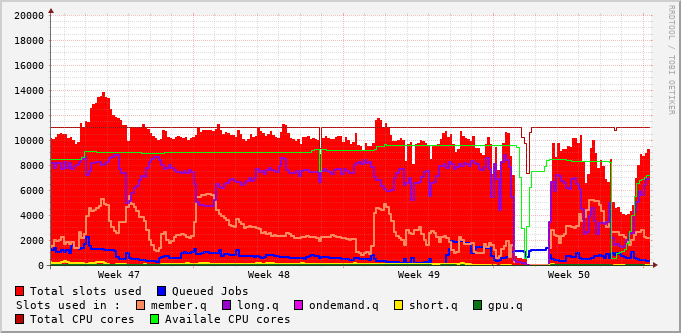 20000
18000
16000
14000
12000
10000
8000
6000
4000
2000
0
Week 47 Week 48 Week 49 Week 50
RRDTOOL / TOBI OETIKER
Total slots used Queued Jobs
Slots used in : member.q long.q ondemand.q short.q gpu.q
Total CPU cores Availale CPU cores